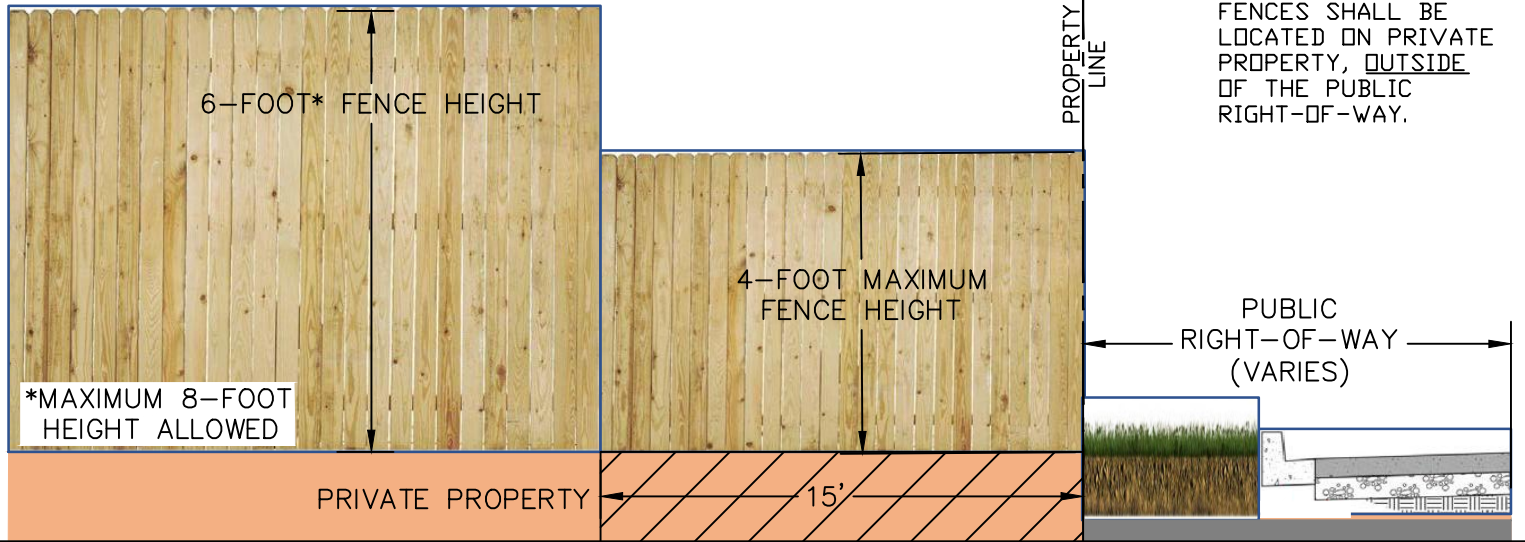 6-FOOT* FENCE HEIGHT
*MAXIMUM 8-FOOT
HEIGHT ALLOWED
PRIVATE PROPERTY
4-FOOT MAXIMUM
FENCE HEIGHT
15'
PROPERTY
LINE
FENCES SHALL BE
LOCATED ON PRIVATE
PROPERTY, OUTSIDE
OF THE PUBLIC
RIGHT-OF-WAY.
PUBLIC
RIGHT-OF-WAY
(VARIES)